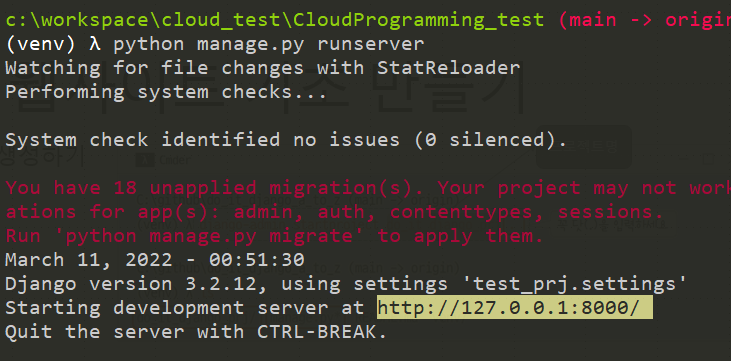 c:\workspace\cloud_test\CloudProgramming_test (main -> origin
(venv) λ python manage.py runserver
Watching for file changes with StatReloader
Performing system checks...
System check identified no issues (0 silenced).
You have 18 unapplied migration(s). Your project may not work
ations for app(s): admin, auth, contenttypes, sessions.
Run 'python manage.py migrate' to apply them.
March 11, 2022 - 00:51:30
Django version 3.2.12, using settings 'test_prj.settings'
Starting development server at http://127.0.0.1:8000/
Quit the server with CTRL-BREAK.